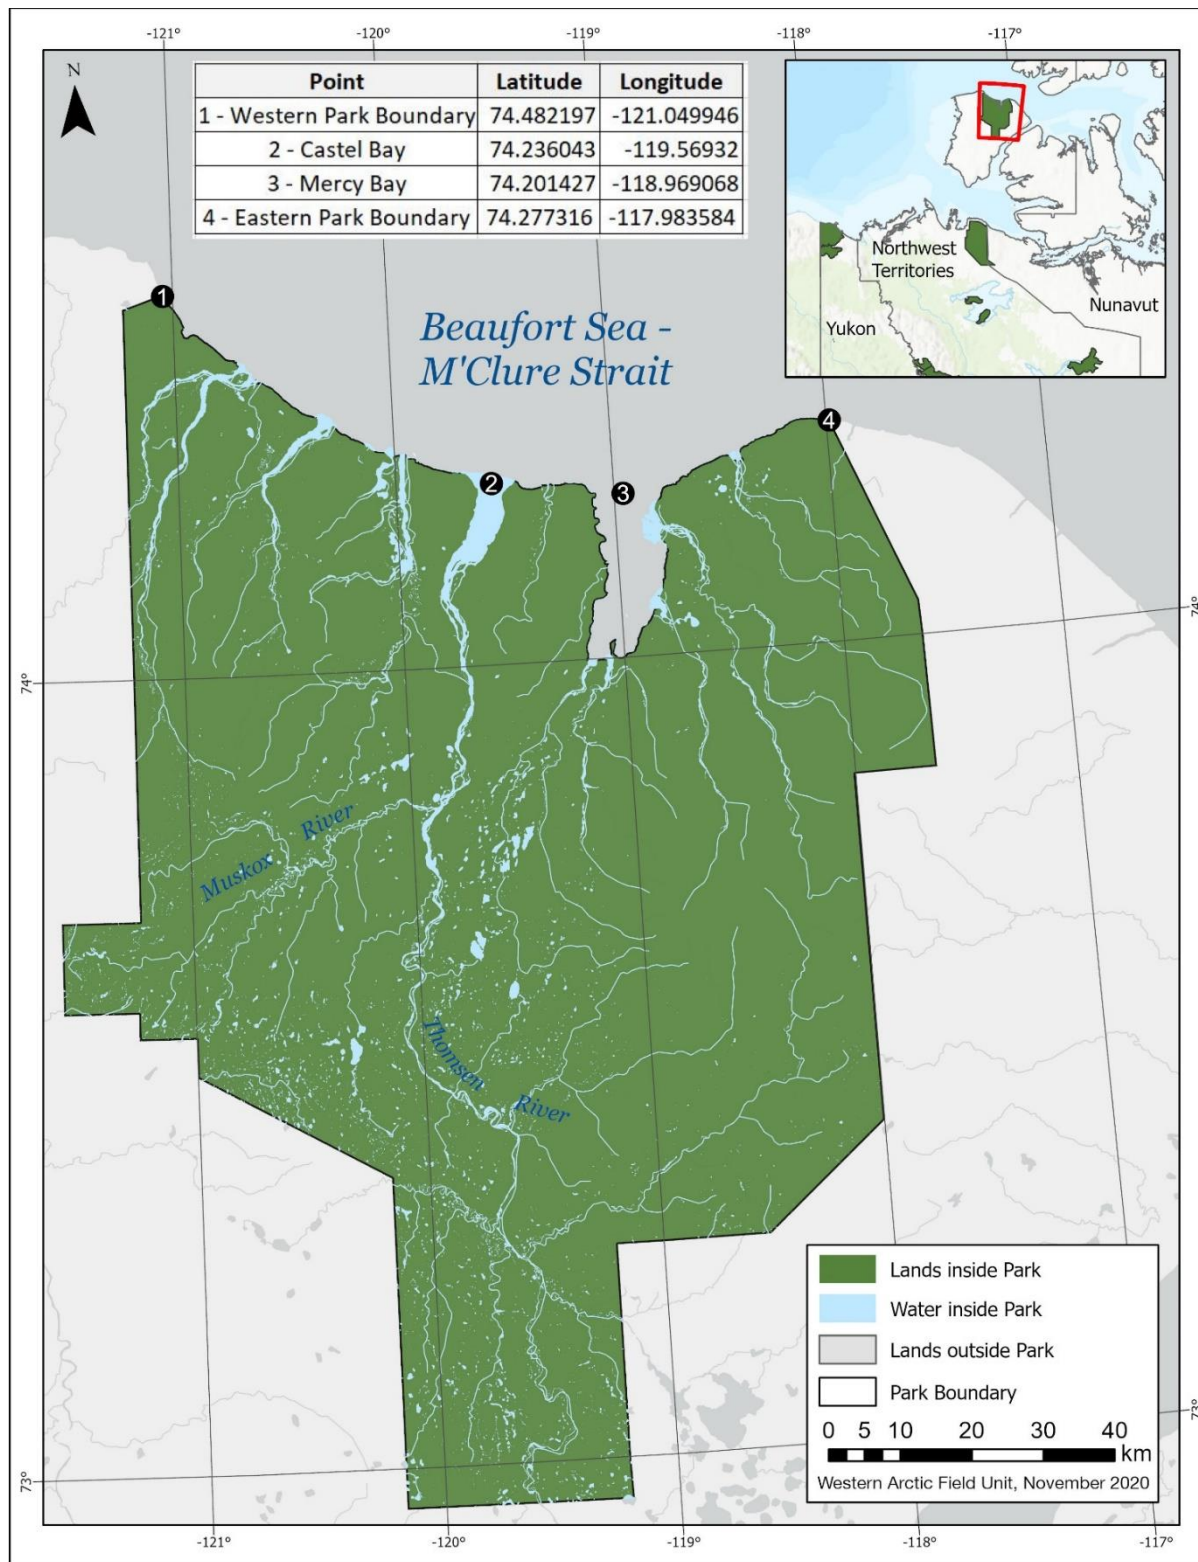 -121° -120° -119° -118° -117°
N
Point Latitude Longitude
1 - Western Park Boundary 74.482197 -121.049946
2 - Castel Bay 74.236043 -119.56932
3 - Mercy Bay 74.201427 -118.969068
4 - Eastern Park Boundary 74.277316 -117.983584
Northwest
Territories
Nunavut
Yukon
1
Beaufort Sea -
M'Clure Strait
4
2
3
74°
74°
Muskox River
Thomsen River
Lands inside Park
Water inside Park
Lands outside Park
Park Boundary
0 5 10 20 30 40
km
Western Arctic Field Unit, November 2020
73°
73°
-121° -120° -119° -118° -117°